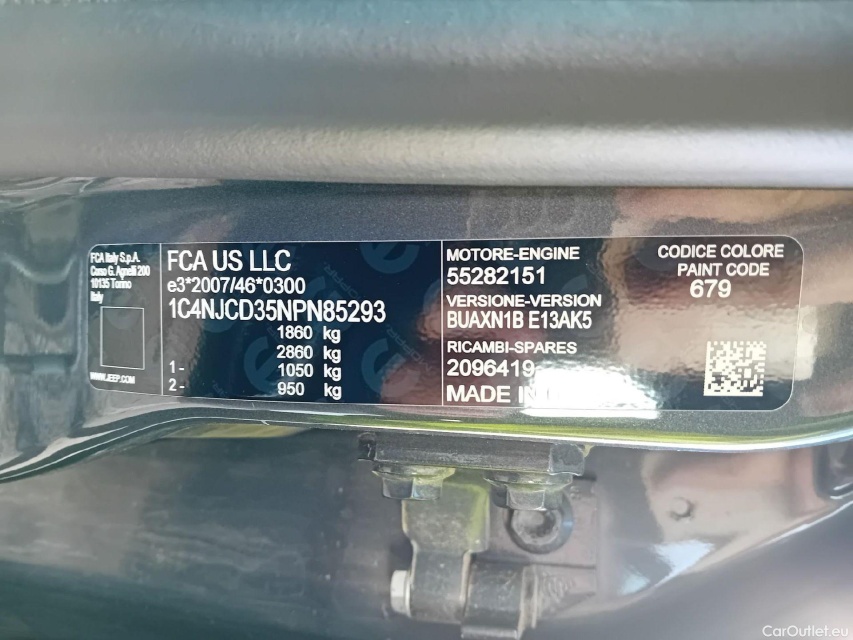 FCA Italy S.p.A.
Corso G. Agnelli 200
10135 Torino
Italy
WWW.JEEP.COM
FCA US LLC
e3*2007/46*0300
1C4NJCD35NPN85293
1860 kg
2860 kg
1- 1050 kg
2- 950 kg
MOTORE-ENGINE
55282151
VERSIONE-VERSION
BUAXN1B E13AK5
RICAMBI-SPARES
2096419
MADE IN
CODICE COLORE
PAINT CODE
679
CarOutlet.eu